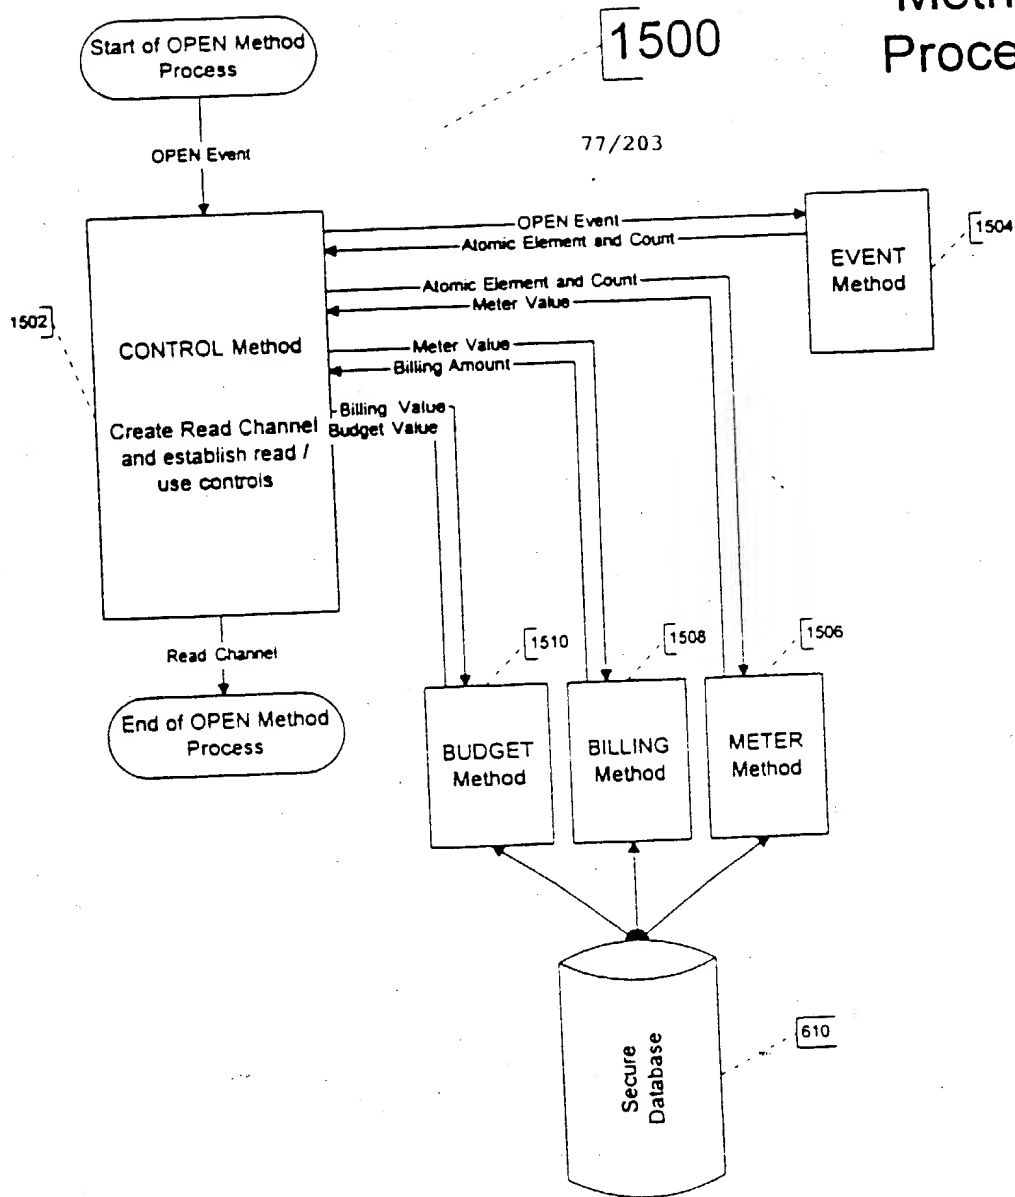 Start of OPEN Method
Process
1500
Proce
77/203
OPEN Event
OPEN Event
Atomic Element and Count
EVENT
Method
1504
Atomic Element and Count
Meter Value
1502
CONTROL Method
Meter Value
Billing Amount
Create Read Channel
and establish read /
use controls
Billing Value
Budget Value
Read Channel
1510
1508
1506
End of OPEN Method
Process
BUDGET
Method
BILLING
Method
METER
Method
Secure
Database
610